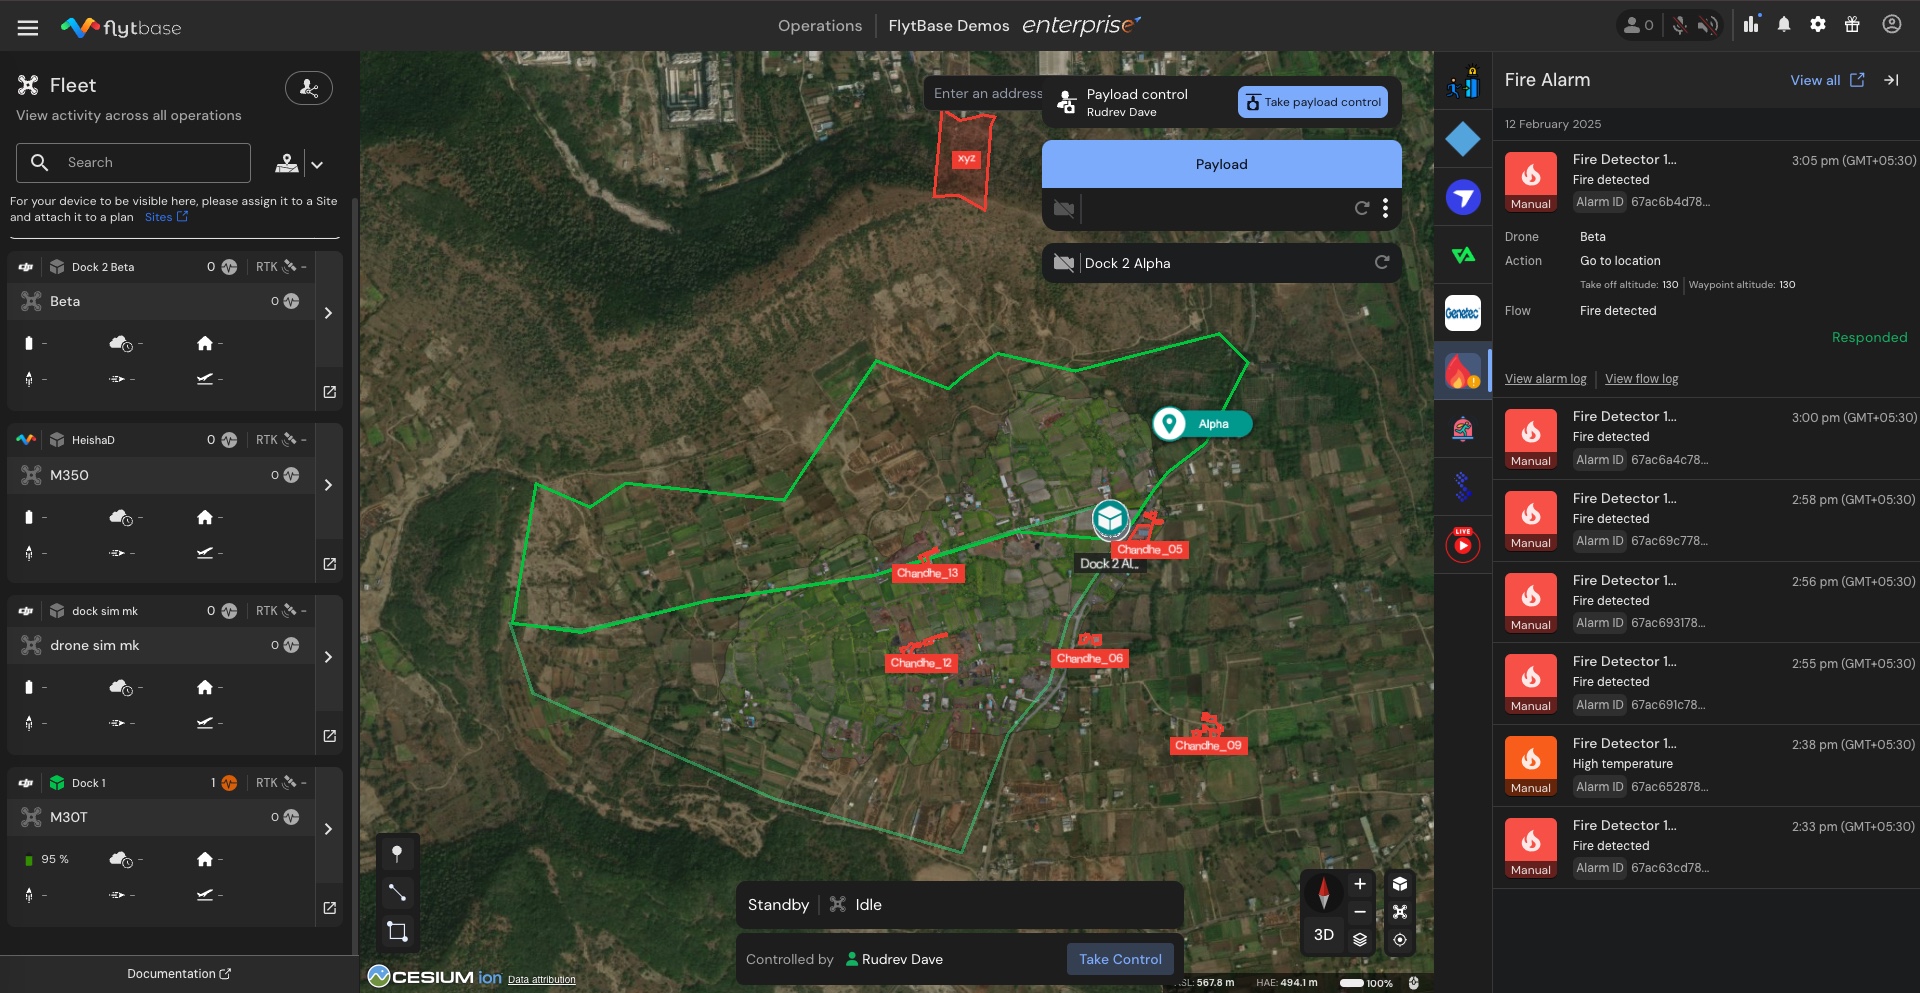 flytbase
Operations
FlytBase Demos enterprise
0
Fleet
View activity across all operations
Search
For your device to be visible here, please assign it to a Site
and attach it to a plan Sites
Dock 2 Beta 0 RTK -
Beta 0
- - -
- - -
HeishaD 0 RTK -
M350 0
- - -
- - -
dock sim mk 0 RTK -
drone sim mk 0
- - -
- - -
Dock 1 1 RTK -
M30T 0
95 % - -
- - -
Documentation
Enter an address
Payload control
Rudrev Dave
Take payload control
Payload
Dock 2 Alpha
xyz
Alpha
Chandhe_05
Dock 2 Al...
Chandhe_13
Chandhe_12
Chandhe_06
Chandhe_09
Standby Idle
Controlled by Rudrev Dave Take Control
3D
CESIUM ion Data attribution
567.8 m HAE: 494.1 m 100%
Genetec
LIVE
Fire Alarm View all
12 February 2025
Fire Detector 1... 3:05 pm (GMT+05:30)
Fire detected
Manual Alarm ID 67ac6b4d78...
Drone Beta
Action Go to location
Take off altitude: 130 Waypoint altitude: 130
Flow Fire detected
Responded
View alarm log View flow log
Fire Detector 1... 3:00 pm (GMT+05:30)
Fire detected
Manual Alarm ID 67ac6a4c78...
Fire Detector 1... 2:58 pm (GMT+05:30)
Fire detected
Manual Alarm ID 67ac69c778...
Fire Detector 1... 2:56 pm (GMT+05:30)
Fire detected
Manual Alarm ID 67ac693178...
Fire Detector 1... 2:55 pm (GMT+05:30)
Fire detected
Manual Alarm ID 67ac691c78...
Fire Detector 1... 2:38 pm (GMT+05:30)
High temperature
Manual Alarm ID 67ac652878...
Fire Detector 1... 2:33 pm (GMT+05:30)
Fire detected
Manual Alarm ID 67ac63cd78...